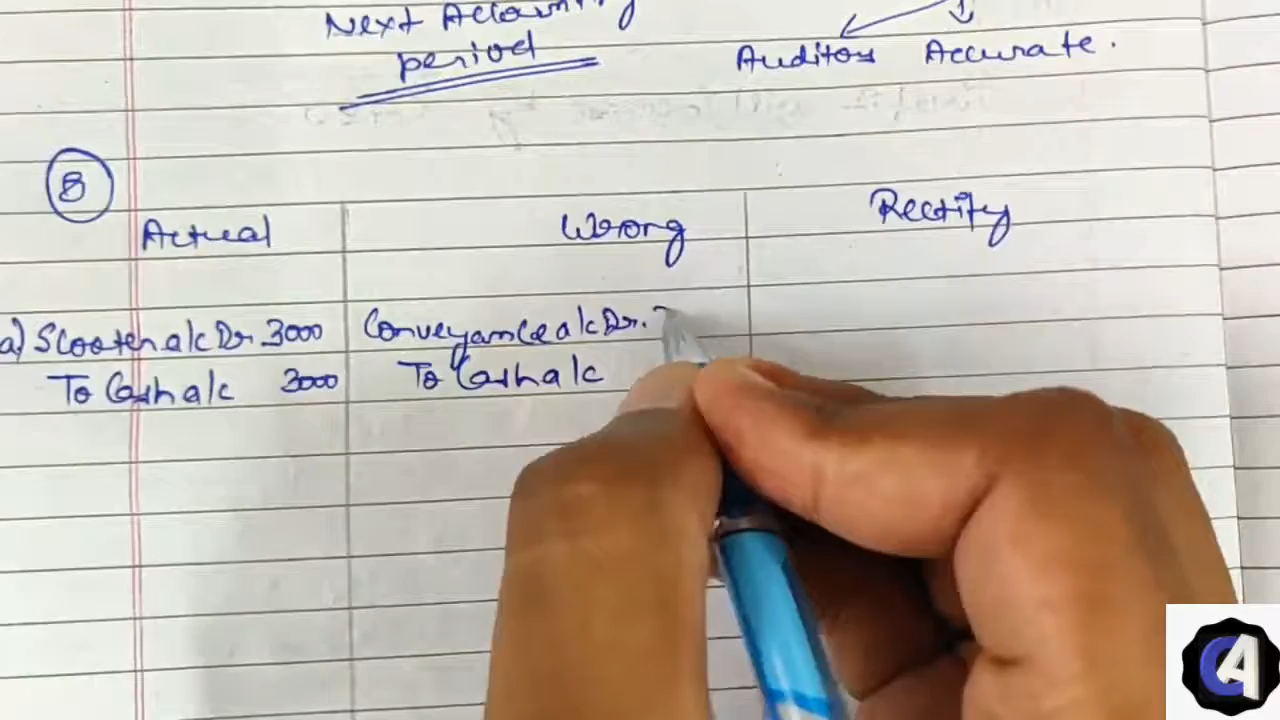 Next Accounting
period
Auditors Accurate.
8
Actual Wrong Rectify
a) Scooter a/c Dr. 3000 Conveyance a/c Dr.
To Cash a/c 3000 To Cash a/c
CA